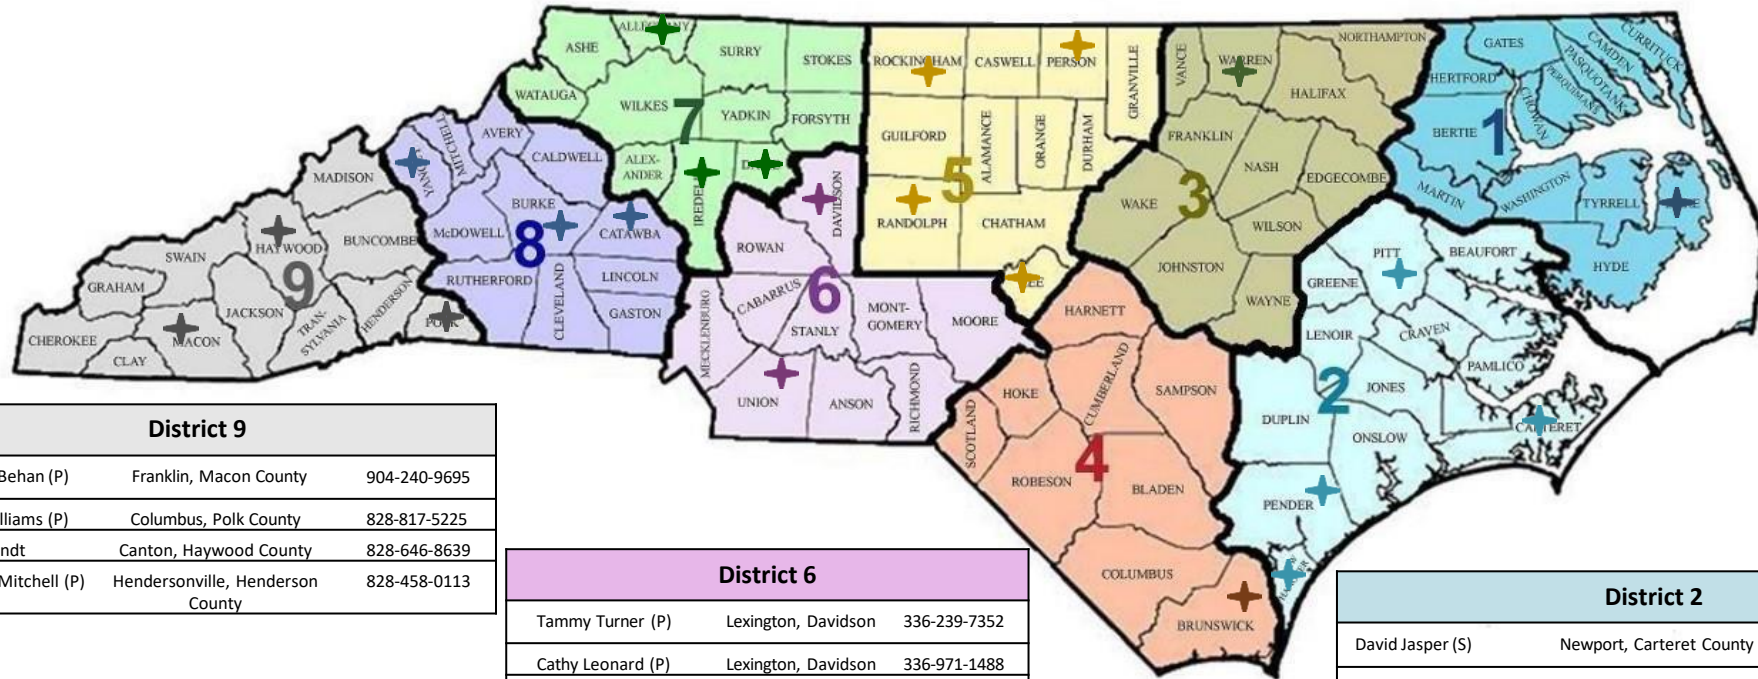 ASHE
SURRY
STOKES
WATAUGA
WILKES
YADKIN
FORSYTH
ALEX-
ANDER
7
ROCKINGHAM
CASWELL
PERSON
GRANVILLE
GUILFORD
ALAMANCE
ORANGE
DURHAM
RANDOLPH
CHATHAM
5
VANCE
WARREN
NORTHAMPTON
HALIFAX
FRANKLIN
NASH
EDGECOMBE
WAKE
WILSON
JOHNSTON
WAYNE
3
GATES
CAMDEN
CURRITUCK
PASQUOTANK
PERQUIMANS
HERTFORD
CHOWAN
BERTIE
MARTIN
WASHINGTON
TYRRELL
HYDE
1
MITCHELL
AVERY
CALDWELL
BURKE
McDOWELL
CATAWBA
RUTHERFORD
CLEVELAND
LINCOLN
GASTON
8
MADISON
HAYWOOD
BUNCOMBE
SWAIN
GRAHAM
JACKSON
TRAN-
SYLVANIA
HENDERSON
CHEROKEE
CLAY
MACON
9
DAVIDSON
ROWAN
IREDELL
CABARRUS
MECKLENBURG
STANLY
MONT-
GOMERY
MOORE
UNION
ANSON
RICHMOND
6
HARNETT
HOKE
CUMBERLAND
SAMPSON
SCOTLAND
ROBESON
BLADEN
COLUMBUS
BRUNSWICK
4
PITT
BEAUFORT
GREENE
LENOIR
CRAVEN
PAMLICO
JONES
DUPLIN
ONSLOW
CARTERET
PENDER
2
District 9
Behan (P) Franklin, Macon County 904-240-9695
lliams (P) Columbus, Polk County 828-817-5225
ndt Canton, Haywood County 828-646-8639
Mitchell (P) Hendersonville, Henderson County 828-458-0113
District 6
Tammy Turner (P) Lexington, Davidson 336-239-7352
Cathy Leonard (P) Lexington, Davidson 336-971-1488
District 2
David Jasper (S) Newport, Carteret County